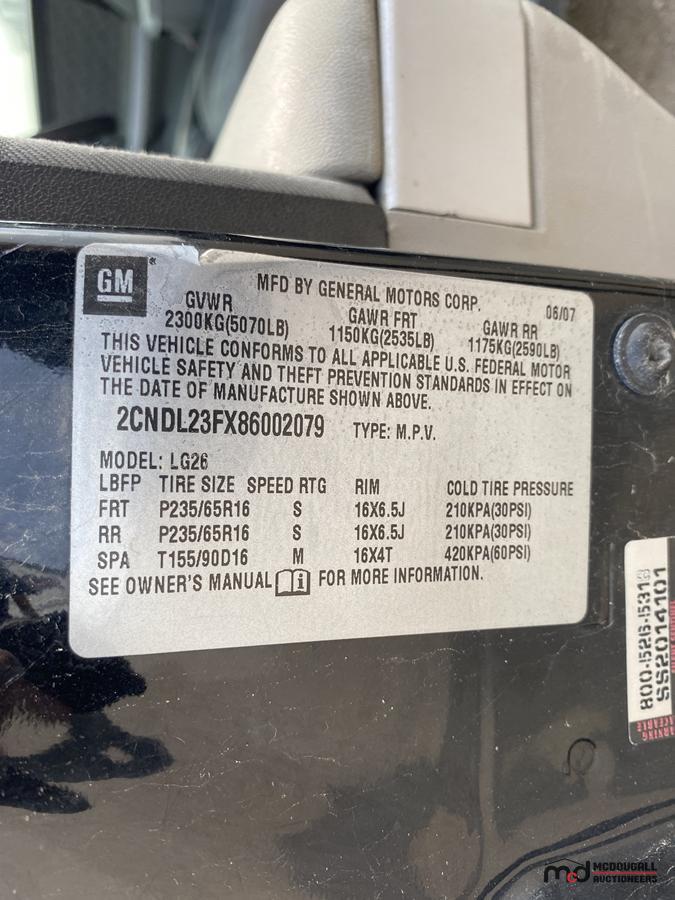 GM
MFD BY GENERAL MOTORS CORP. 06/07
GVWR GAWR FRT GAWR RR
2300KG(5070LB) 1150KG(2535LB) 1175KG(2590LB)
THIS VEHICLE CONFORMS TO ALL APPLICABLE U.S. FEDERAL MOTOR
VEHICLE SAFETY AND THEFT PREVENTION STANDARDS IN EFFECT ON
THE DATE OF MANUFACTURE SHOWN ABOVE.
2CNDL23FX86002079 TYPE: M.P.V.
MODEL: LG26
LBFP TIRE SIZE SPEED RTG RIM COLD TIRE PRESSURE
FRT P235/65R16 S 16X6.5J 210KPA(30PSI)
RR P235/65R16 S 16X6.5J 210KPA(30PSI)
SPA T155/90D16 M 16X4T 420KPA(60PSI)
SEE OWNER'S MANUAL i FOR MORE INFORMATION.
800-526-5313
SS2014101
mcd MCDOUGALL
AUCTIONEERS